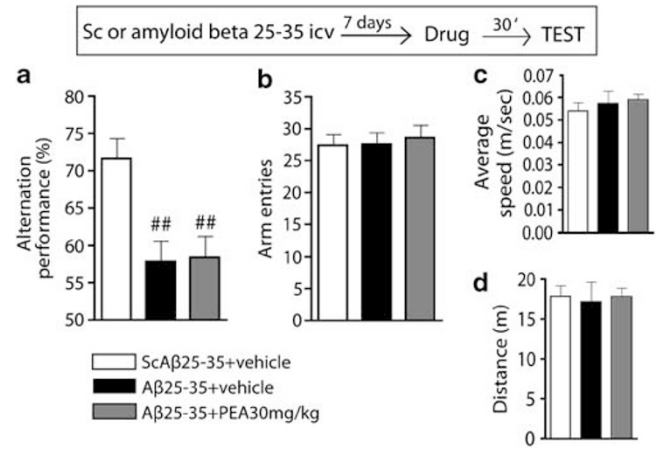 Sc or amyloid beta 25-35 icv 7 days Drug 30´ TEST
a
Alternation
performance (%)
80
75
70
65
60
55
50
##
##
b
Arm entries
35
30
25
20
15
10
5
0
c
Average
speed (m/sec)
0.07
0.06
0.05
0.04
0.03
0.02
0.01
0.00
ScAβ25-35+vehicle
Aβ25-35+vehicle
Aβ25-35+PEA30mg/kg
d
Distance (m)
20
15
10
5
0